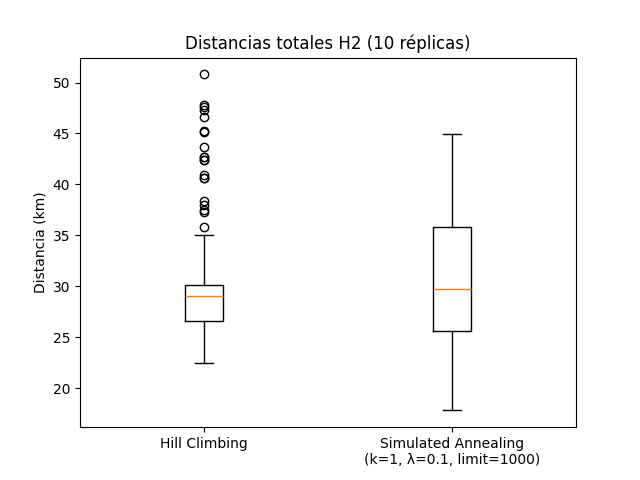 Distancias totales H2 (10 réplicas)
Distancia (km)
50
45
40
35
30
25
20
Hill Climbing
Simulated Annealing
(k=1, λ=0.1, limit=1000)